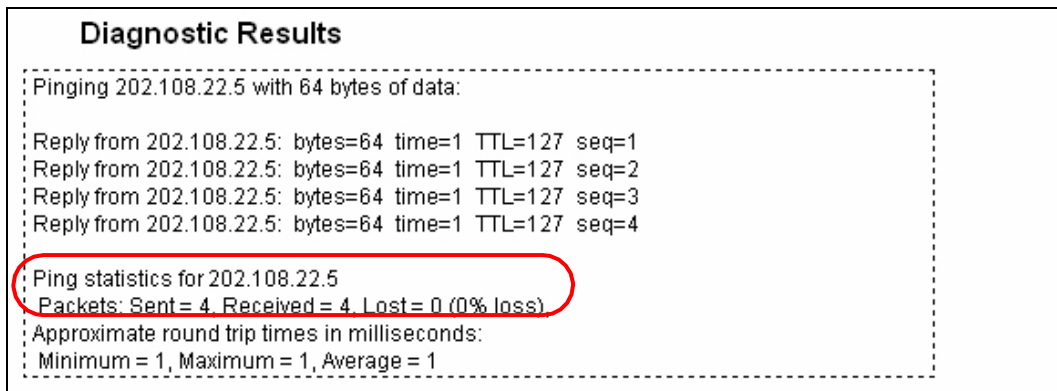 Diagnostic Results
Pinging 202.108.22.5 with 64 bytes of data:
Reply from 202.108.22.5: bytes=64 time=1 TTL=127 seq=1
Reply from 202.108.22.5: bytes=64 time=1 TTL=127 seq=2
Reply from 202.108.22.5: bytes=64 time=1 TTL=127 seq=3
Reply from 202.108.22.5: bytes=64 time=1 TTL=127 seq=4
Ping statistics for 202.108.22.5
Packets: Sent = 4, Received = 4, Lost = 0 (0% loss),
Approximate round trip times in milliseconds:
Minimum = 1, Maximum = 1, Average = 1